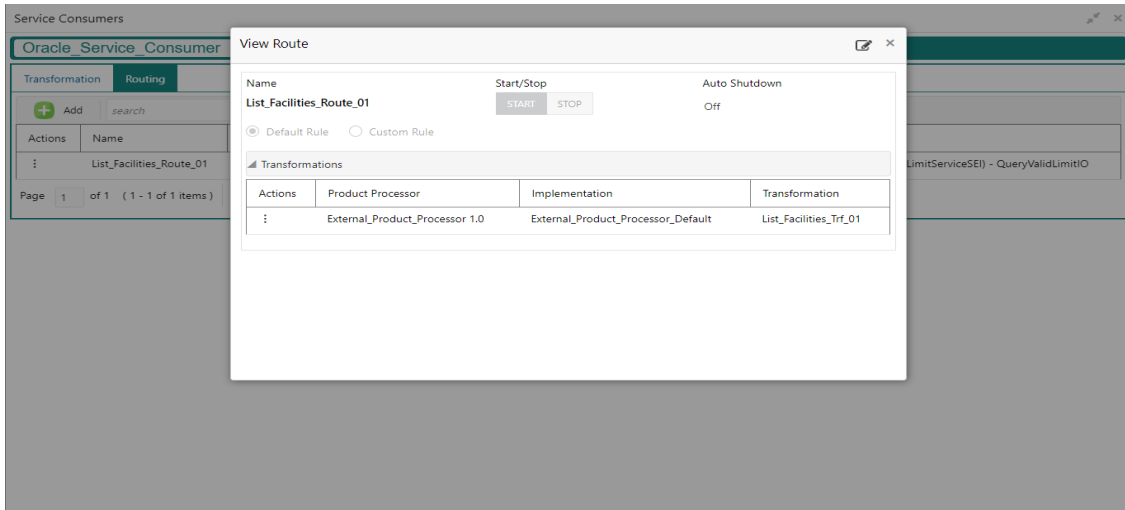 Service Consumers
Oracle_Service_Consumer
Transformation Routing
Add search
Actions Name
List_Facilities_Route_01 LimitServiceSEI) - QueryValidLimitIO
Page 1 of 1 ( 1 - 1 of 1 items )
View Route
Name Start/Stop Auto Shutdown
List_Facilities_Route_01 START STOP Off
Default Rule Custom Rule
Transformations
Actions Product Processor Implementation Transformation
External_Product_Processor 1.0 External_Product_Processor_Default List_Facilities_Trf_01